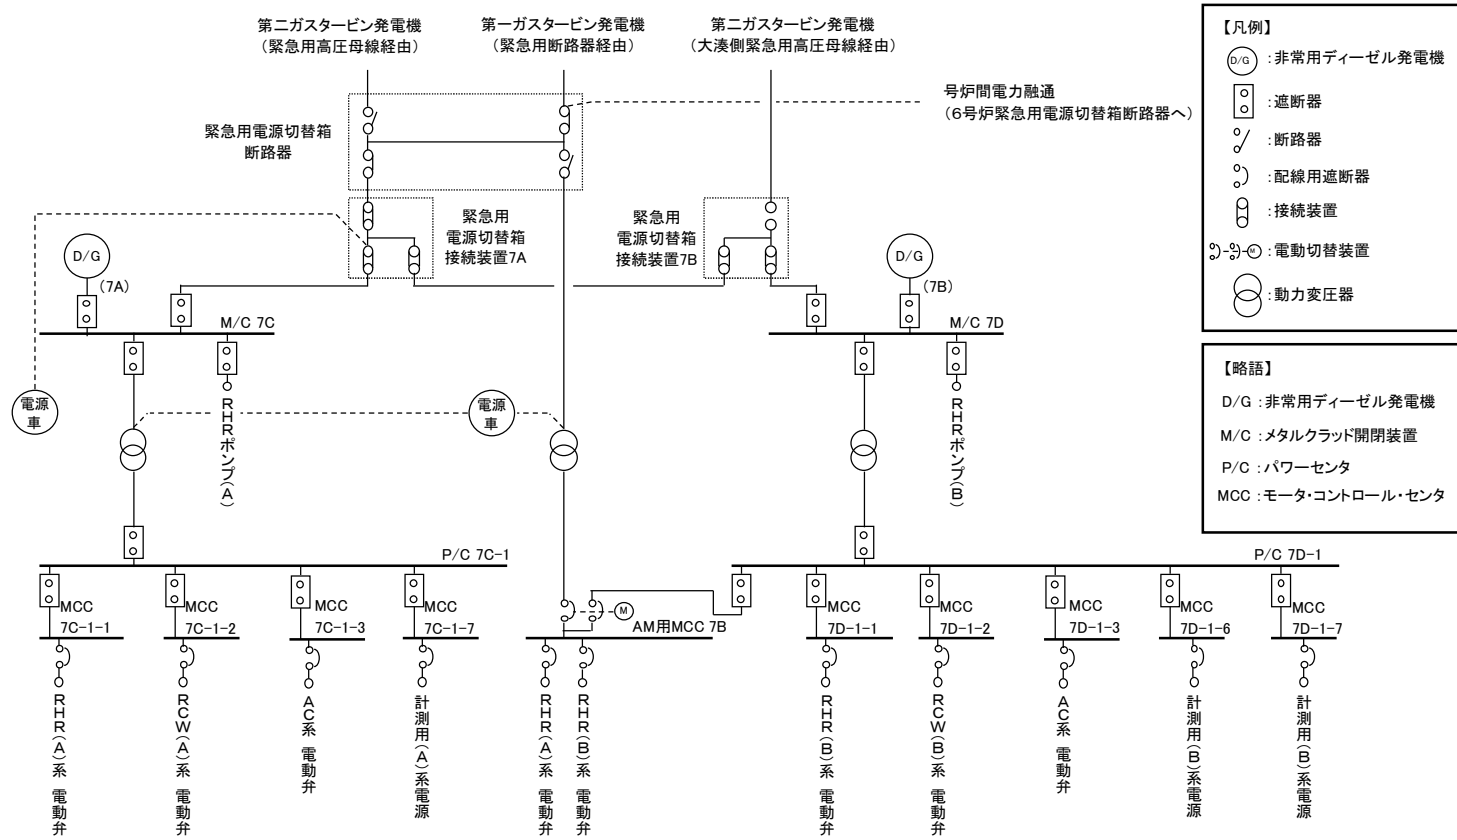 第二ガスタービン発電機
(緊急用高圧母線経由)
第一ガスタービン発電機
(緊急用断路器経由)
第二ガスタービン発電機
(大湊側緊急用高圧母線経由)
号炉間電力融通
(6号炉緊急用電源切替箱断路器へ)
緊急用電源切替箱
断路器
緊急用
電源切替箱
接続装置7A
緊急用
電源切替箱
接続装置7B
D/G
(7A)
D/G
(7B)
M/C 7C
M/C 7D
電源
車
電源
車
RHRポンプ(A)
RHRポンプ(B)
P/C 7C-1
P/C 7D-1
MCC
7C-1-1
MCC
7C-1-2
MCC
7C-1-3
MCC
7C-1-7
M
AM用MCC 7B
MCC
7D-1-1
MCC
7D-1-2
MCC
7D-1-3
MCC
7D-1-6
MCC
7D-1-7
RHR(A)系 電動弁
RCW(A)系 電動弁
AC系 電動弁
計測用(A)系電源
RHR(A)系 電動弁
RHR(B)系 電動弁
RHR(B)系 電動弁
RCW(B)系 電動弁
AC系 電動弁
計測用(B)系電源
計測用(B)系電源
【凡例】
D/G :非常用ディーゼル発電機
:遮断器
:断路器
:配線用遮断器
:接続装置
M :電動切替装置
:動力変圧器
【略語】
D/G :非常用ディーゼル発電機
M/C :メタルクラッド開閉装置
P/C :パワーセンタ
MCC :モータ・コントロール・センタ